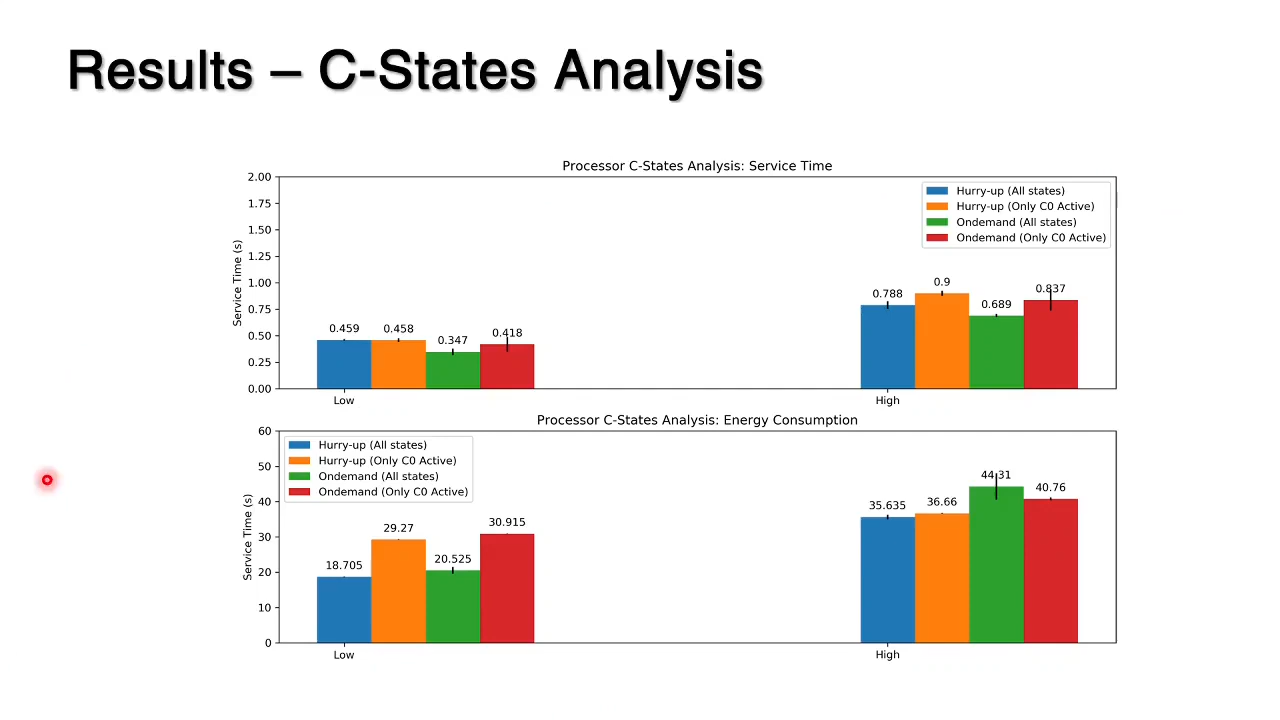 Results – C-States Analysis
Processor C-States Analysis: Service Time
2.00
1.75
1.50
1.25
1.00
0.75
0.50
0.25
0.00
Service Time (s)
Hurry-up (All states)
Hurry-up (Only C0 Active)
Ondemand (All states)
Ondemand (Only C0 Active)
0.459
0.458
0.347
0.418
0.788
0.9
0.689
0.837
Low
High
Processor C-States Analysis: Energy Consumption
60
50
40
30
20
10
0
Service Time (s)
Hurry-up (All states)
Hurry-up (Only C0 Active)
Ondemand (All states)
Ondemand (Only C0 Active)
18.705
29.27
20.525
30.915
35.635
36.66
44.31
40.76
Low
High